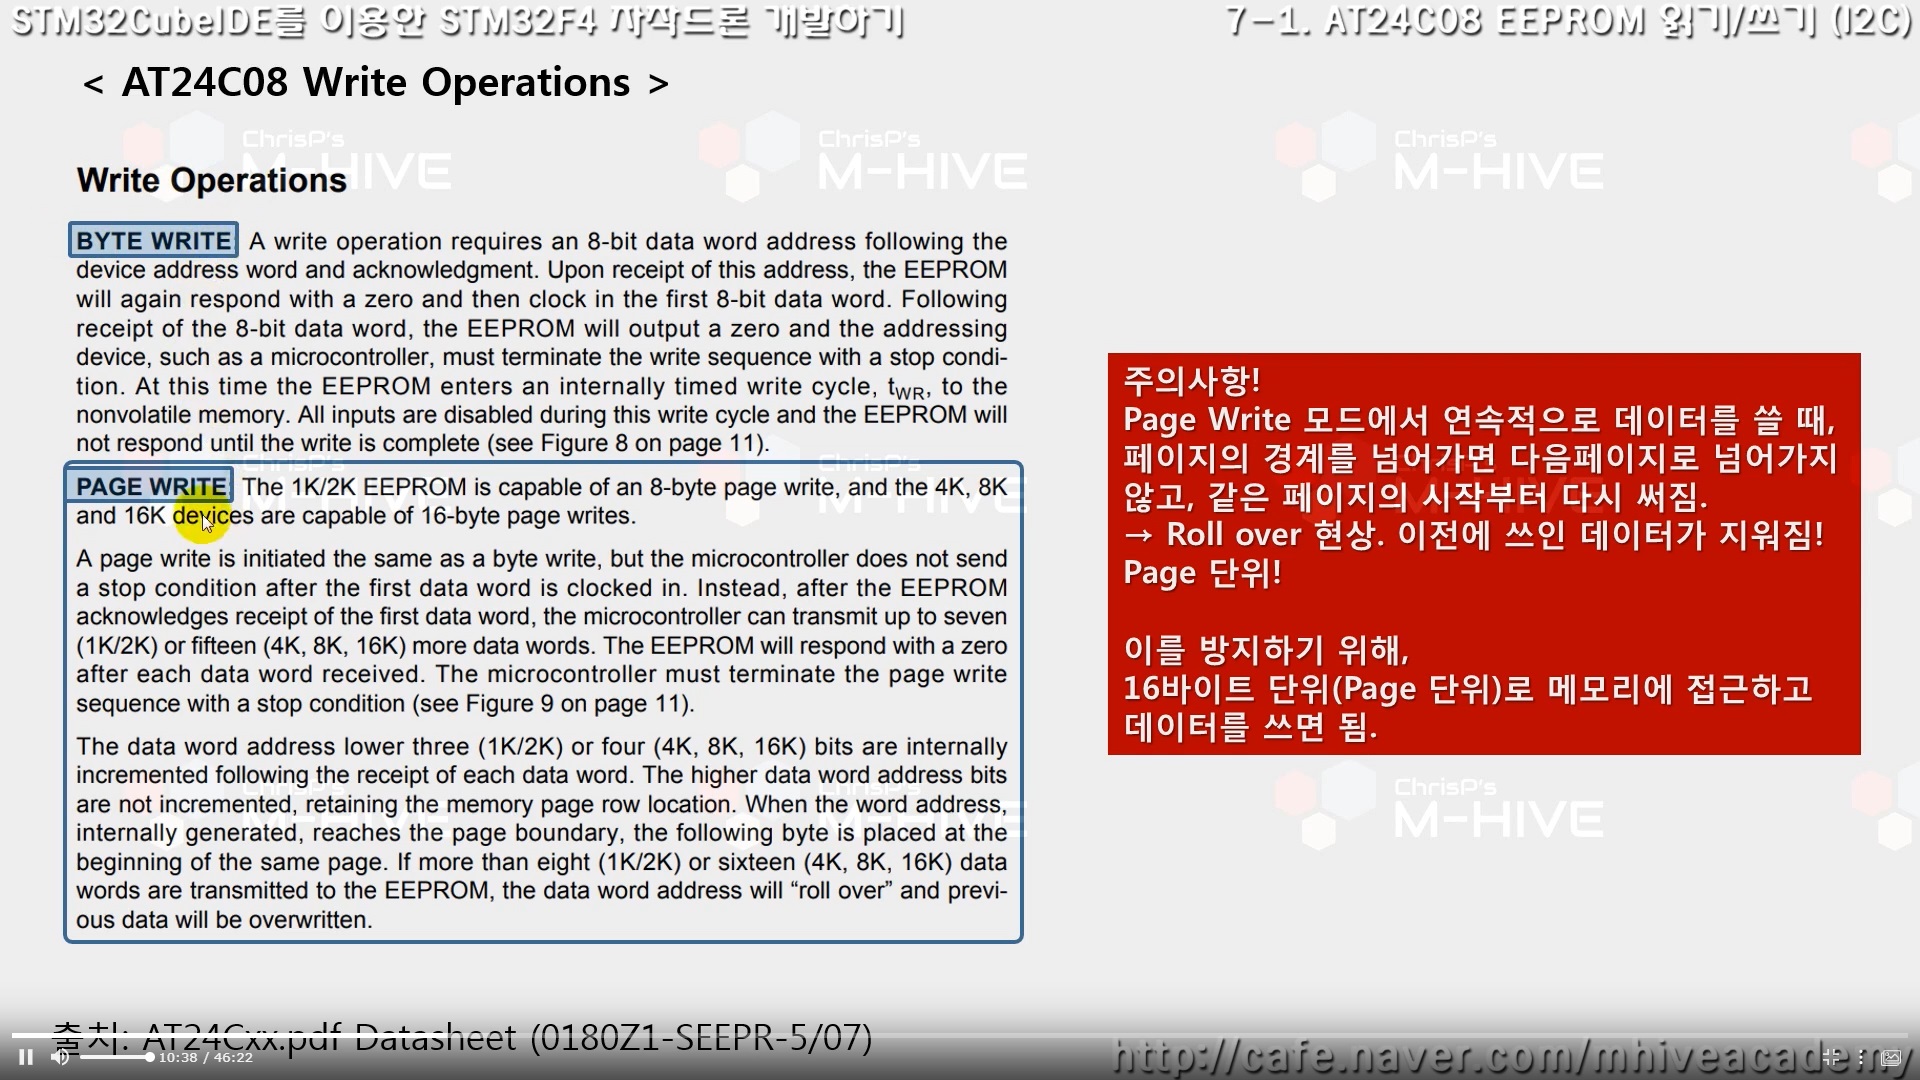 STM32CubeIDE를 이용한 STM32F4 자작드론 개발하기
7-1. AT24C08 EEPROM 읽기/쓰기 (I2C)
< AT24C08 Write Operations >
ChrisP's
M-HIVE
ChrisP's
M-HIVE
ChrisP's
M-HIVE
Write Operations
BYTE WRITE: A write operation requires an 8-bit data word address following the
device address word and acknowledgment. Upon receipt of this address, the EEPROM
will again respond with a zero and then clock in the first 8-bit data word. Following
receipt of the 8-bit data word, the EEPROM will output a zero and the addressing
device, such as a microcontroller, must terminate the write sequence with a stop condi-
tion. At this time the EEPROM enters an internally timed write cycle, tWR, to the
nonvolatile memory. All inputs are disabled during this write cycle and the EEPROM will
not respond until the write is complete (see Figure 8 on page 11).
PAGE WRITE: The 1K/2K EEPROM is capable of an 8-byte page write, and the 4K, 8K
and 16K devices are capable of 16-byte page writes.
A page write is initiated the same as a byte write, but the microcontroller does not send
a stop condition after the first data word is clocked in. Instead, after the EEPROM
acknowledges receipt of the first data word, the microcontroller can transmit up to seven
(1K/2K) or fifteen (4K, 8K, 16K) more data words. The EEPROM will respond with a zero
after each data word received. The microcontroller must terminate the page write
sequence with a stop condition (see Figure 9 on page 11).
The data word address lower three (1K/2K) or four (4K, 8K, 16K) bits are internally
incremented following the receipt of each data word. The higher data word address bits
are not incremented, retaining the memory page row location. When the word address,
internally generated, reaches the page boundary, the following byte is placed at the
beginning of the same page. If more than eight (1K/2K) or sixteen (4K, 8K, 16K) data
words are transmitted to the EEPROM, the data word address will “roll over” and previ-
ous data will be overwritten.
주의사항!
Page Write 모드에서 연속적으로 데이터를 쓸 때,
페이지의 경계를 넘어가면 다음페이지로 넘어가지
않고, 같은 페이지의 시작부터 다시 써짐.
→ Roll over 현상. 이전에 쓰인 데이터가 지워짐!
Page 단위!
이를 방지하기 위해,
16바이트 단위(Page 단위)로 메모리에 접근하고
데이터를 쓰면 됨.
ChrisP's
M-HIVE
출처: AT24Cxx.pdf Datasheet (0180Z1-SEEPR-5/07)
10:38 / 46:22
http://cafe.naver.com/mhiveacademy